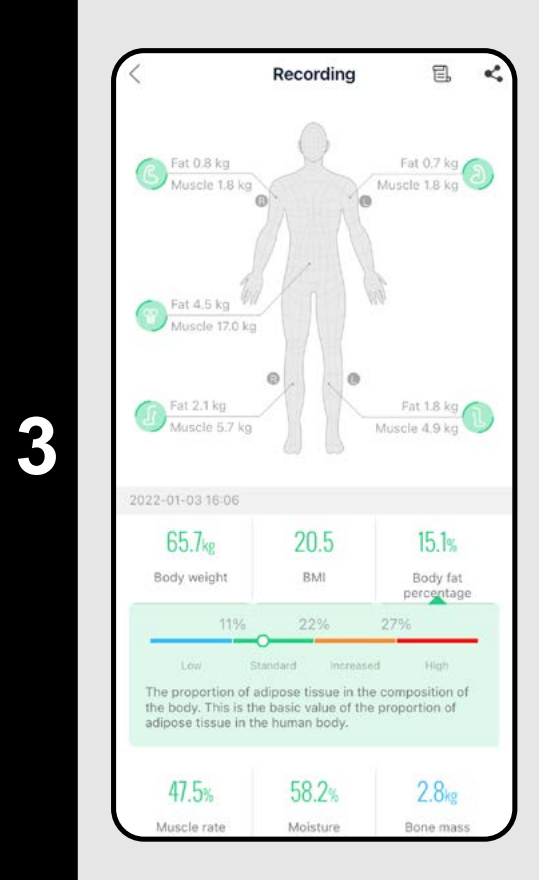 Recording
Fat 0.8 kg
Muscle 1.8 kg
R
Fat 0.7 kg
Muscle 1.8 kg
L
Fat 4.5 kg
Muscle 17.0 kg
R
L
Fat 2.1 kg
Muscle 5.7 kg
Fat 1.8 kg
Muscle 4.9 kg
3
2022-01-03 16:06
65.7kg 20.5 15.1%
Body weight BMI Body fat
percentage
11% 22% 27%
Low Standard Increased High
The proportion of adipose tissue in the composition of
the body. This is the basic value of the proportion of
adipose tissue in the human body.
47.5% 58.2% 2.8kg
Muscle rate Moisture Bone mass